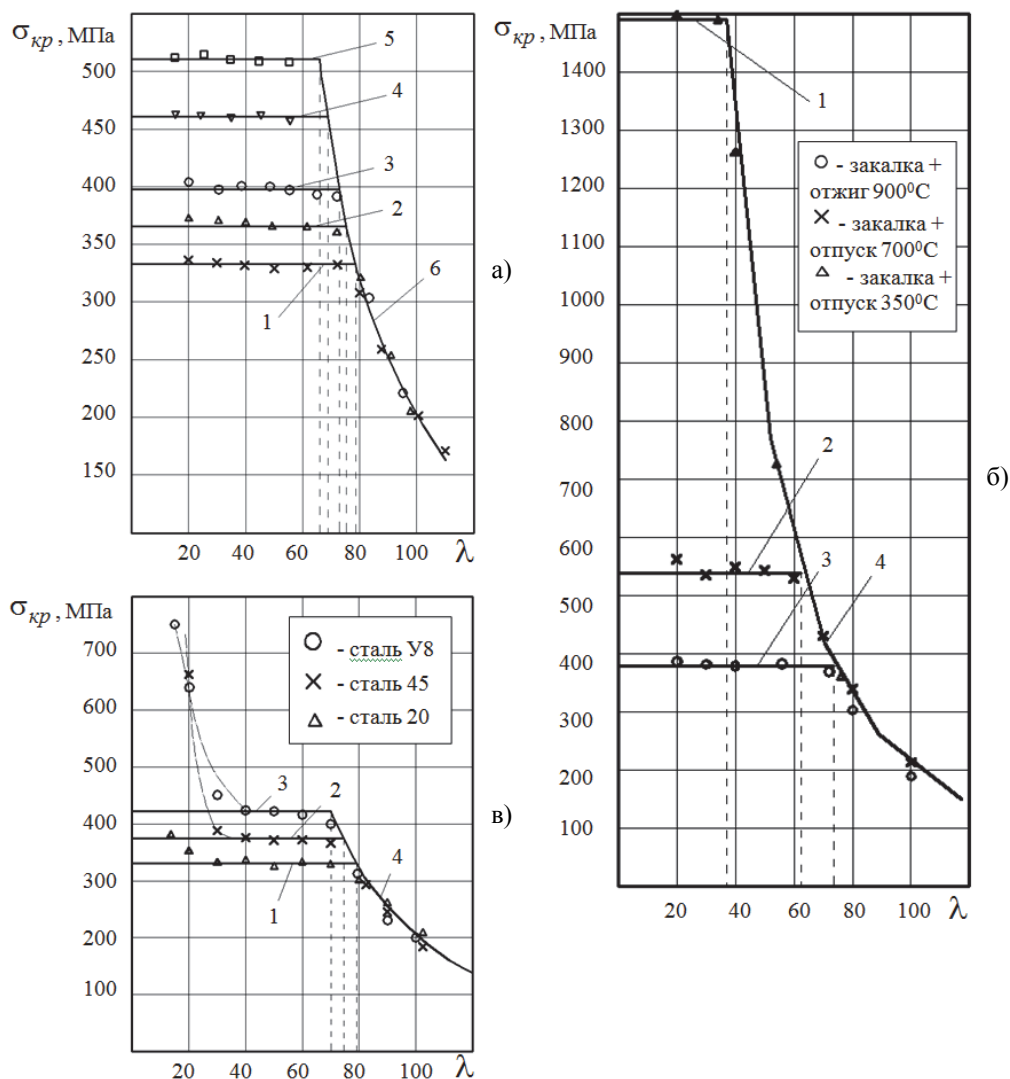 σкр , МПа
500
450
400
350
300
250
200
150
20 40 60 80 100 λ
5
4
3
2
1
6
а)
σкр , МПа
1400
1300
1200
1100
1000
900
800
700
600
500
400
300
200
100
20 40 60 80 100 λ
1
2
3
4
- закалка +
отжиг 900⁰С
- закалка +
отпуск 700⁰С
- закалка +
отпуск 350⁰С
б)
σкр , МПа
700
600
500
400
300
200
100
20 40 60 80 100 λ
3
2
1
4
- сталь У8
- сталь 45
- сталь 20
в)